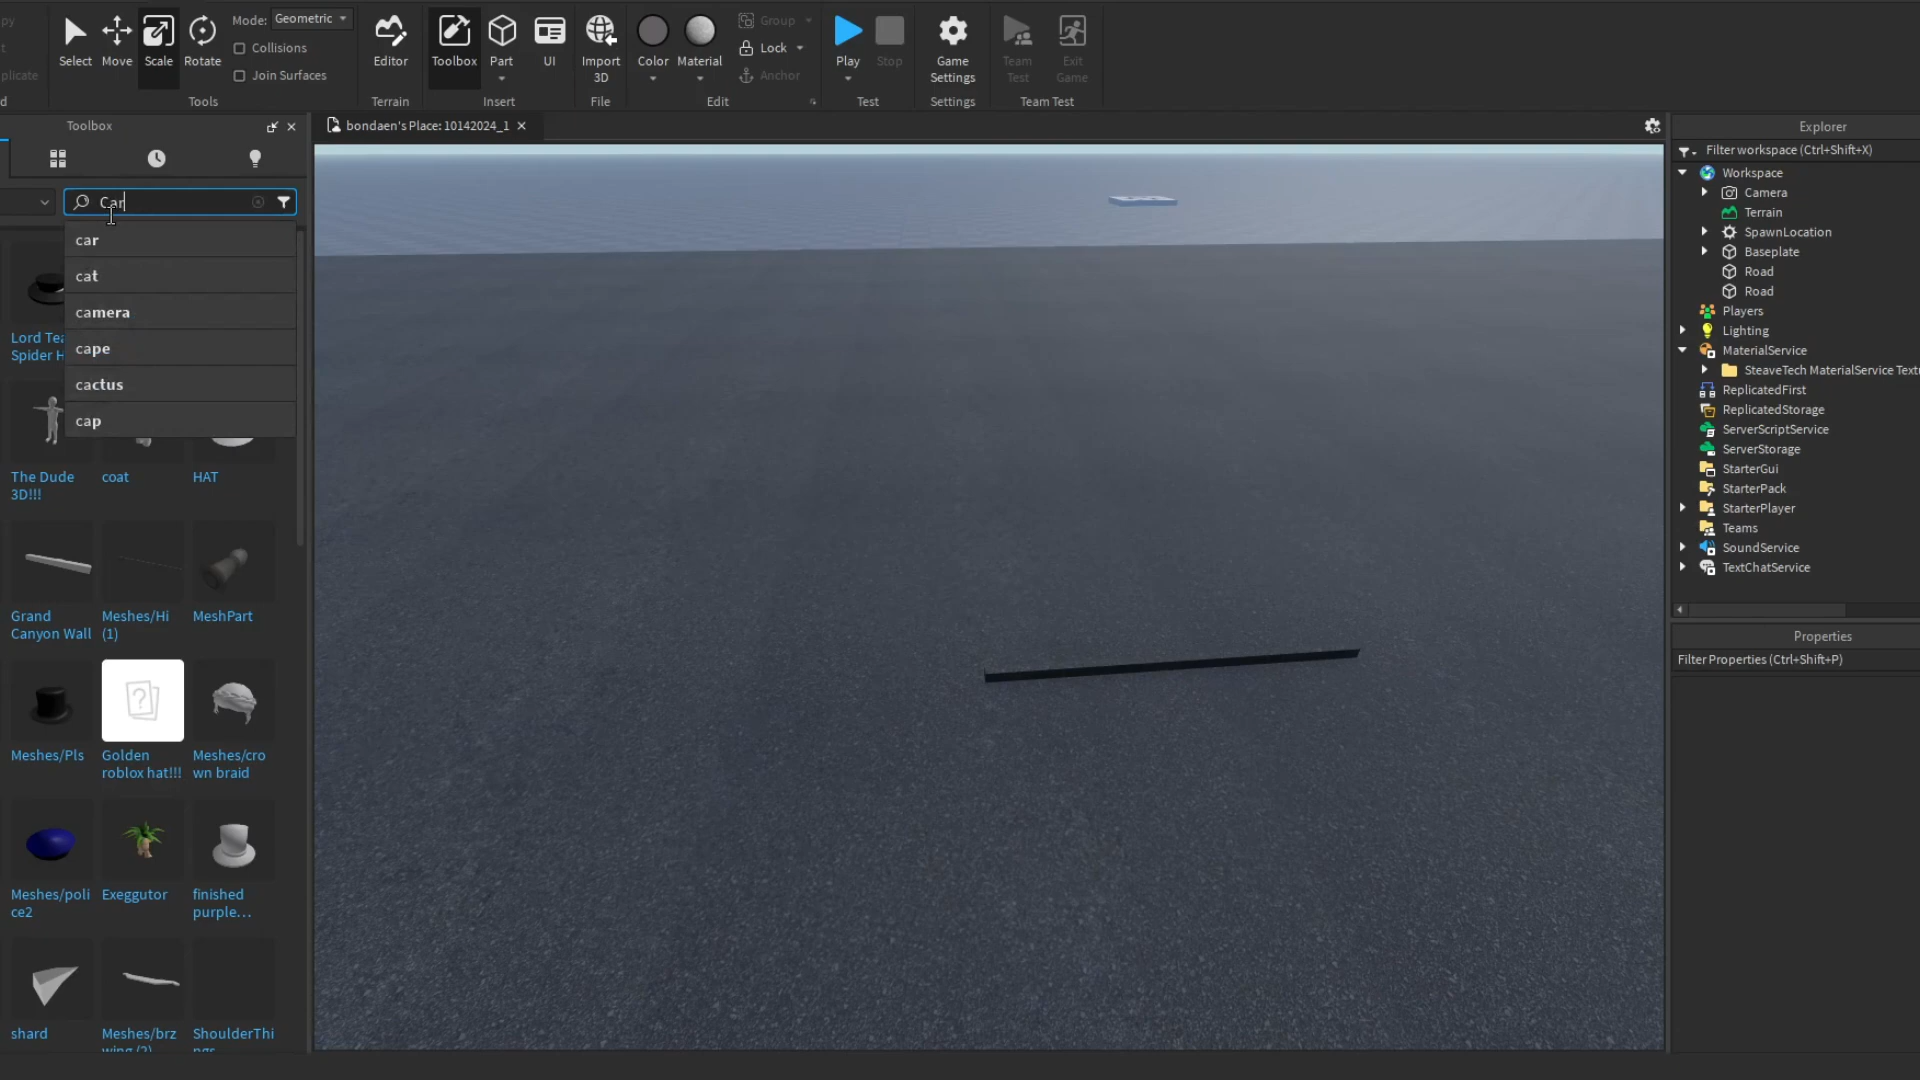 py
t
plicate
d
Select
Move
Scale
Rotate
Mode: Geometric
Collisions
Join Surfaces
Tools
Editor
Terrain
Toolbox
Part
UI
Insert
Import
3D
File
Color
Material
Group
Lock
Anchor
Edit
Play
Stop
Test
Game
Settings
Settings
Team
Test
Exit
Game
Team Test
Toolbox
bondaen's Place: 10142024_1
Car
car
cat
camera
cape
cactus
cap
Lord Tea
Spider H
The Dude
3D!!!
coat
HAT
Grand
Canyon Wall
Meshes/Hi
(1)
MeshPart
Meshes/Pls
Golden
roblox hat!!!
Meshes/cro
wn braid
Meshes/poli
ce2
Exeggutor
finished
purple...
shard
Meshes/brz
wing (2)
ShoulderThi
ngs
Explorer
Filter workspace (Ctrl+Shift+X)
Workspace
Camera
Terrain
SpawnLocation
Baseplate
Road
Road
Players
Lighting
MaterialService
SteaveTech MaterialService Text
ReplicatedFirst
ReplicatedStorage
ServerScriptService
ServerStorage
StarterGui
StarterPack
StarterPlayer
Teams
SoundService
TextChatService
Properties
Filter Properties (Ctrl+Shift+P)